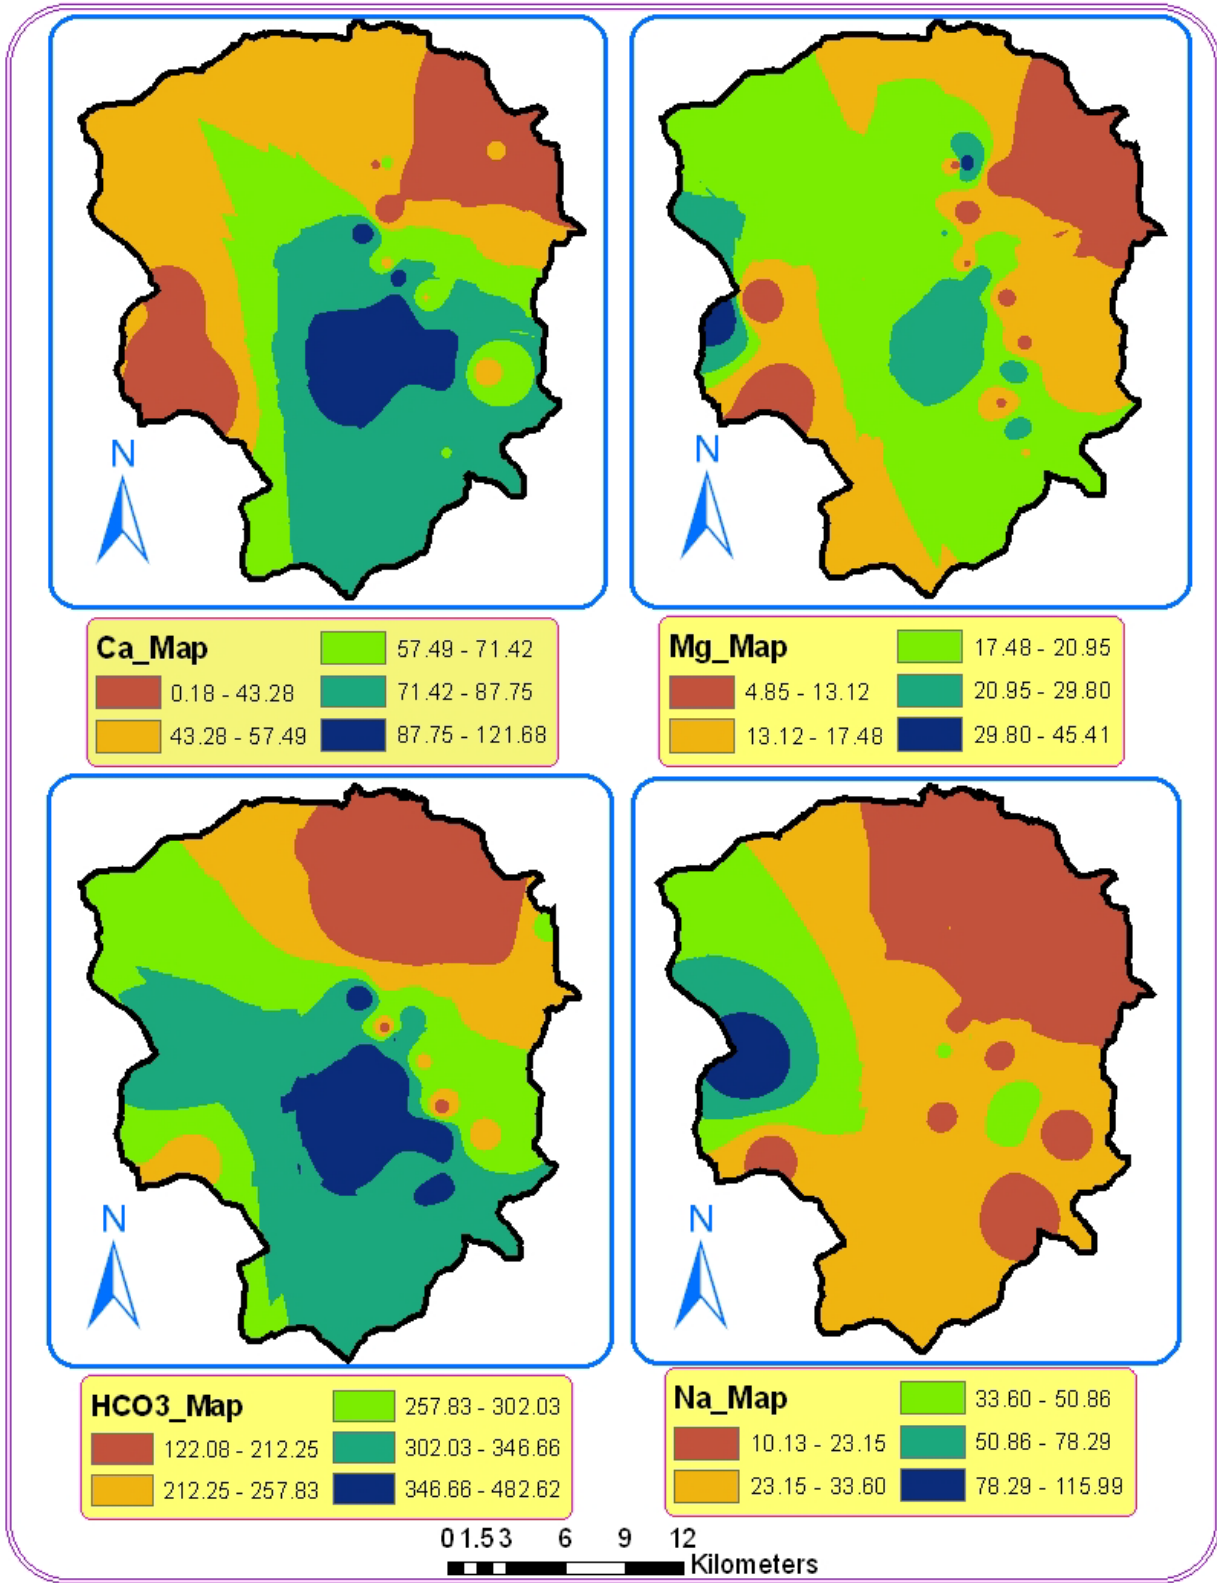 N
N
Ca_Map
0.18 - 43.28
43.28 - 57.49
57.49 - 71.42
71.42 - 87.75
87.75 - 121.68
Mg_Map
4.85 - 13.12
13.12 - 17.48
17.48 - 20.95
20.95 - 29.80
29.80 - 45.41
N
N
HCO3_Map
122.08 - 212.25
212.25 - 257.83
257.83 - 302.03
302.03 - 346.66
346.66 - 482.62
Na_Map
10.13 - 23.15
23.15 - 33.60
33.60 - 50.86
50.86 - 78.29
78.29 - 115.99
0 1.5 3 6 9 12
Kilometers